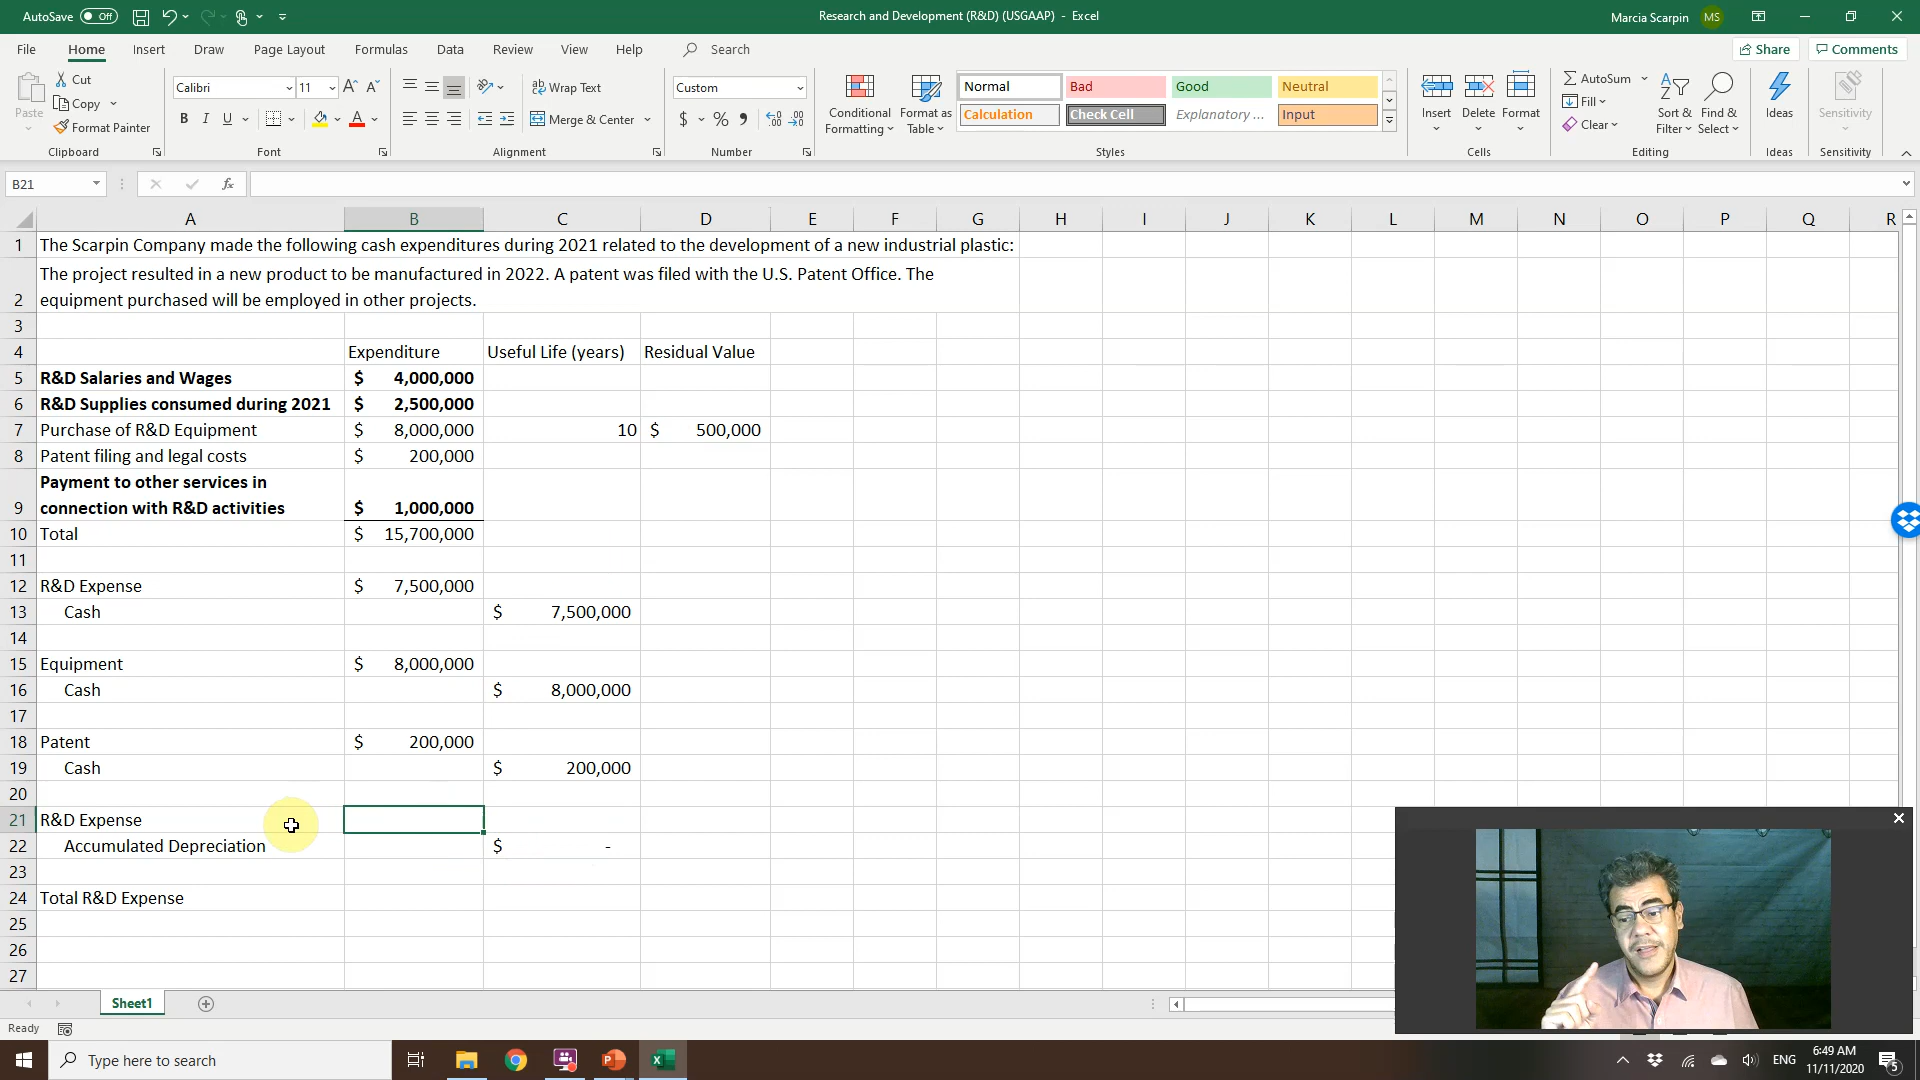 AutoSave Off
Research and Development (R&D) (USGAAP) - Excel
Marcia Scarpin MS
File Home Insert Draw Page Layout Formulas Data Review View Help Search
Share Comments
Paste
Cut
Copy
Format Painter
Clipboard
Calibri 11
B I U
Font
Wrap Text
Merge & Center
Alignment
Custom
$ % 9
Number
Conditional Formatting
Format as Table
Normal Bad Good Neutral
Calculation Check Cell Explanatory ... Input
Styles
Insert Delete Format
Cells
AutoSum
Fill
Clear
Sort & Filter
Find & Select
Editing
Ideas
Ideas
Sensitivity
Sensitivity
B21 fx
A B C D E F G H I J K L M N O P Q R
1 The Scarpin Company made the following cash expenditures during 2021 related to the development of a new industrial plastic:
The project resulted in a new product to be manufactured in 2022. A patent was filed with the U.S. Patent Office. The
2 equipment purchased will be employed in other projects.
3
4 Expenditure Useful Life (years) Residual Value
5 R&D Salaries and Wages $ 4,000,000
6 R&D Supplies consumed during 2021 $ 2,500,000
7 Purchase of R&D Equipment $ 8,000,000 10 $ 500,000
8 Patent filing and legal costs $ 200,000
Payment to other services in
9 connection with R&D activities $ 1,000,000
10 Total $ 15,700,000
11
12 R&D Expense $ 7,500,000
13 Cash $ 7,500,000
14
15 Equipment $ 8,000,000
16 Cash $ 8,000,000
17
18 Patent $ 200,000
19 Cash $ 200,000
20
21 R&D Expense
22 Accumulated Depreciation $ -
23
24 Total R&D Expense
25
26
27
Sheet1
Ready
Type here to search
ENG
6:49 AM
11/11/2020
5